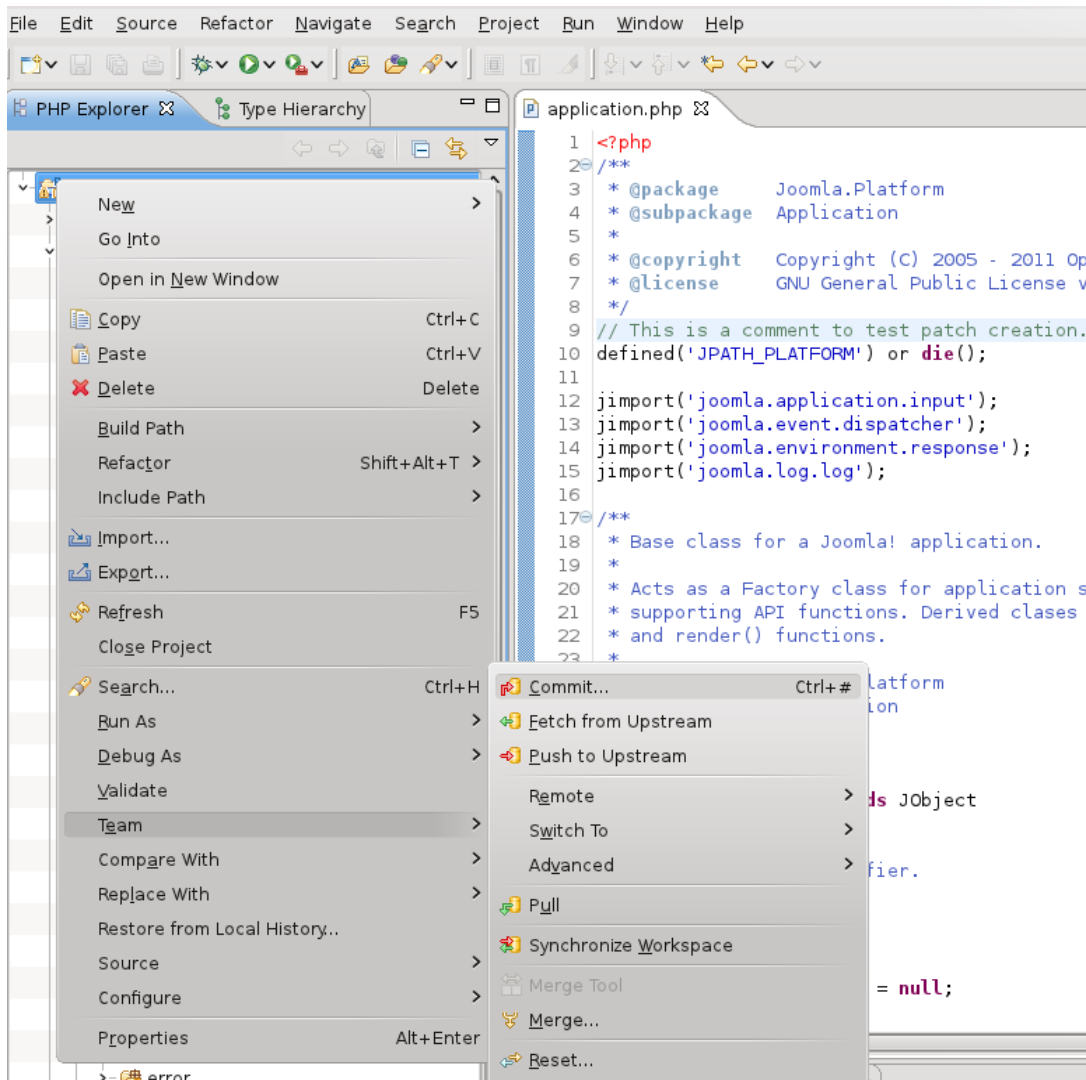 File Edit Source Refactor Navigate Search Project Run Window Help
PHP Explorer
Type Hierarchy
application.php
New
Go Into
Open in New Window
Copy Ctrl+C
Paste Ctrl+V
Delete Delete
Build Path
Refactor Shift+Alt+T
Include Path
Import...
Export...
Refresh F5
Close Project
Search... Ctrl+H
Run As
Debug As
Validate
Team
Compare With
Replace With
Restore from Local History...
Source
Configure
Properties Alt+Enter
error
Commit... Ctrl+#
Fetch from Upstream
Push to Upstream
Remote
Switch To
Advanced
Pull
Synchronize Workspace
Merge Tool
Merge...
Reset...
1 <?php
2 /**
3 * @package Joomla.Platform
4 * @subpackage Application
5 *
6 * @copyright Copyright (C) 2005 - 2011 Op
7 * @license GNU General Public License v
8 */
9 // This is a comment to test patch creation.
10 defined('JPATH_PLATFORM') or die();
11
12 jimport('joomla.application.input');
13 jimport('joomla.event.dispatcher');
14 jimport('joomla.environment.response');
15 jimport('joomla.log.log');
16
17 /**
18 * Base class for a Joomla! application.
19 *
20 * Acts as a Factory class for application s
21 * supporting API functions. Derived clases
22 * and render() functions.
23 *
latform
ion
ds JObject
fier.
= null;